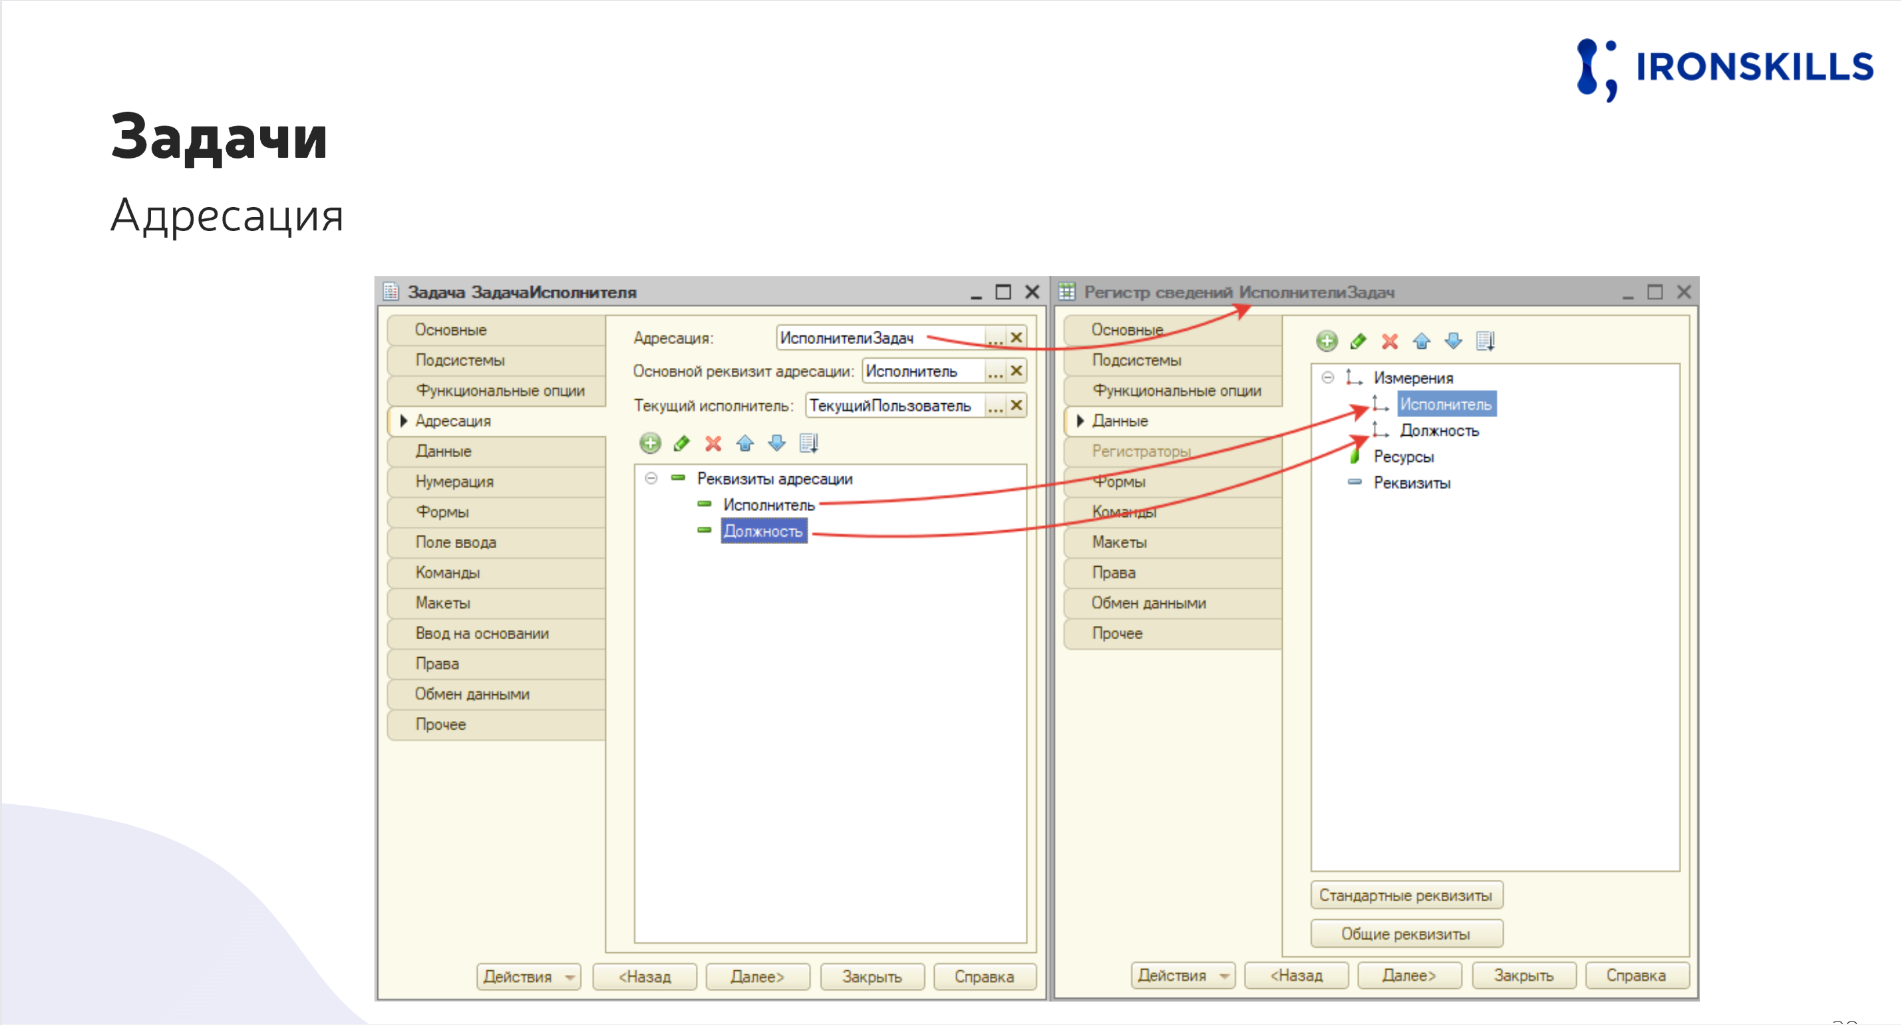 IRONSKILLS
Задачи
Адресация
Задача ЗадачаИсполнителя
Основные
Подсистемы
Функциональные опции
Адресация
Данные
Нумерация
Формы
Поле ввода
Команды
Макеты
Ввод на основании
Права
Обмен данными
Прочее
Адресация: ИсполнителиЗадач ...
Основной реквизит адресации: Исполнитель ...
Текущий исполнитель: ТекущийПользователь ...
Реквизиты адресации
Исполнитель
Должность
Действия <Назад Далее> Закрыть Справка
Регистр сведений ИсполнителиЗадач
Основные
Подсистемы
Функциональные опции
Данные
Регистраторы
Формы
Команды
Макеты
Права
Обмен данными
Прочее
Измерения
Исполнитель
Должность
Ресурсы
Реквизиты
Стандартные реквизиты
Общие реквизиты
Действия <Назад Далее> Закрыть Справка